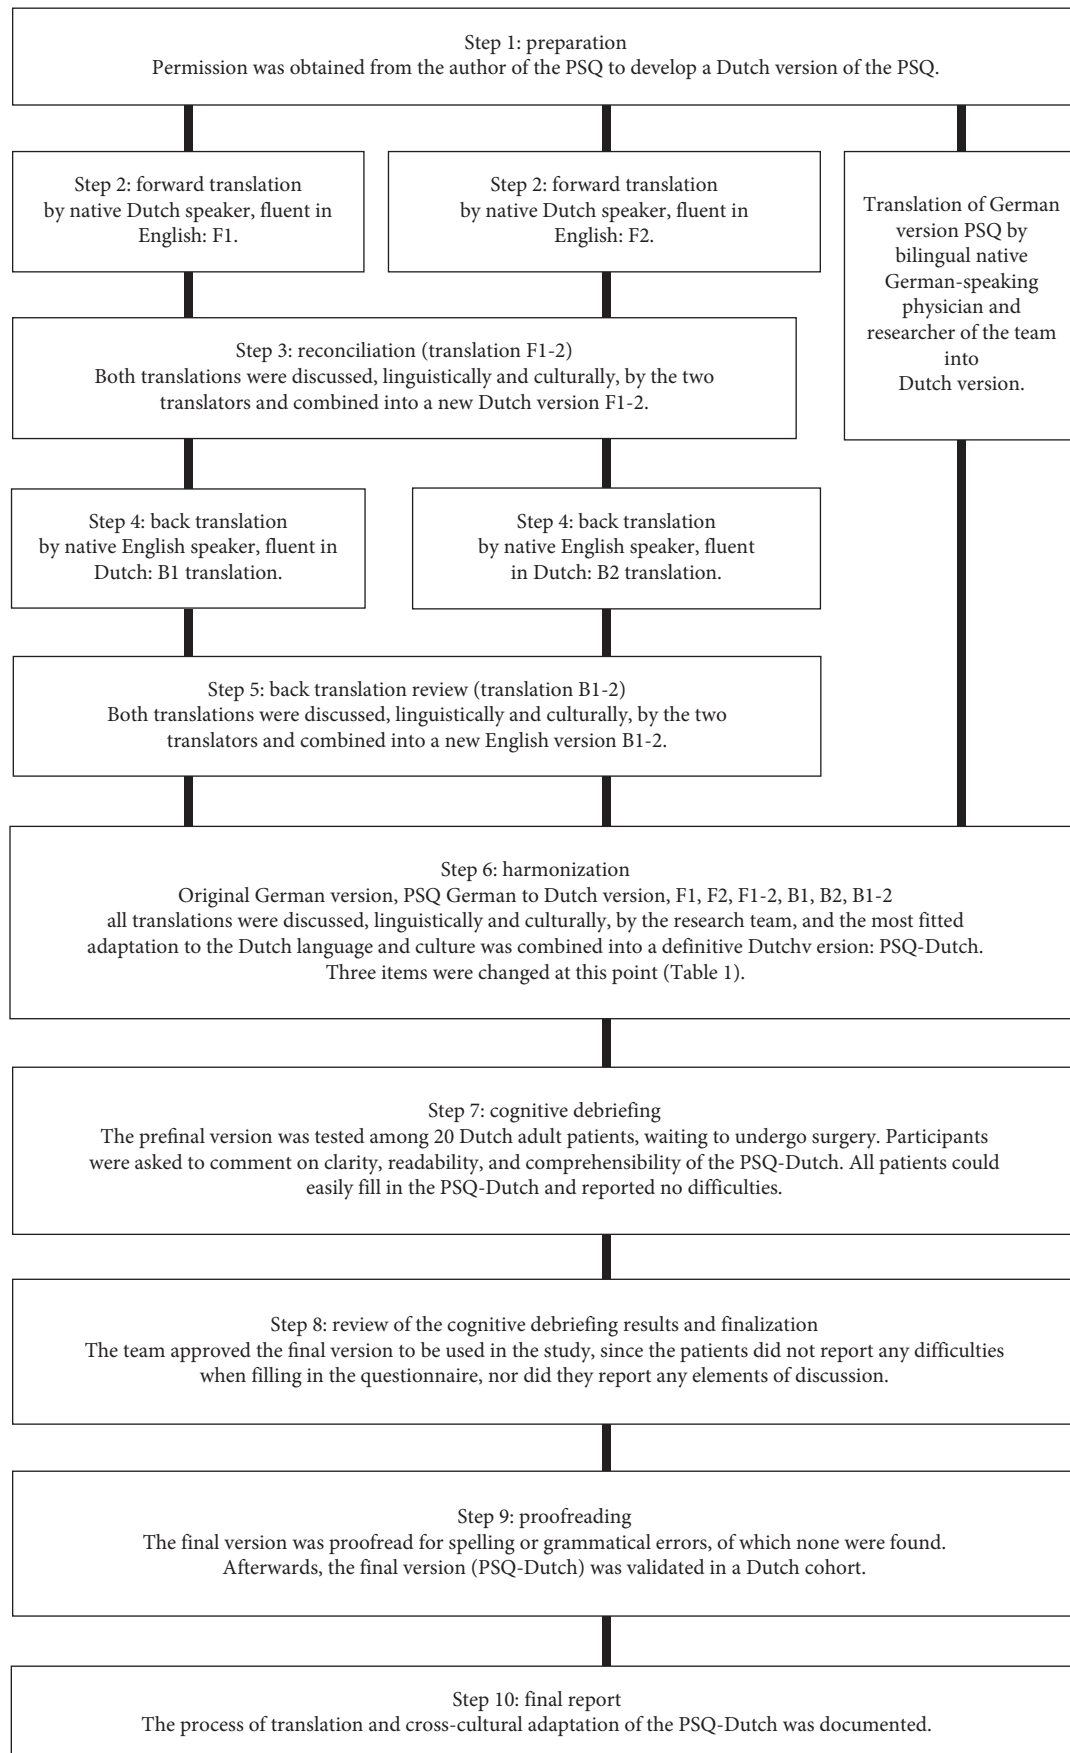 Step 1: preparation
Permission was obtained from the author of the PSQ to develop a Dutch version of the PSQ.
Step 2: forward translation
by native Dutch speaker, fluent in
English: F1.
Step 2: forward translation
by native Dutch speaker, fluent in
English: F2.
Translation of German
version PSQ by
bilingual native
German-speaking
physician and
researcher of the team
into
Dutch version.
Step 3: reconciliation (translation F1-2)
Both translations were discussed, linguistically and culturally, by the two
translators and combined into a new Dutch version F1-2.
Step 4: back translation
by native English speaker, fluent in
Dutch: B1 translation.
Step 4: back translation
by native English speaker, fluent
in Dutch: B2 translation.
Step 5: back translation review (translation B1-2)
Both translations were discussed, linguistically and culturally, by the two
translators and combined into a new English version B1-2.
Step 6: harmonization
Original German version, PSQ German to Dutch version, F1, F2, F1-2, B1, B2, B1-2
all translations were discussed, linguistically and culturally, by the research team, and the most fitted
adaptation to the Dutch language and culture was combined into a definitive Dutchv ersion: PSQ-Dutch.
Three items were changed at this point (Table 1).
Step 7: cognitive debriefing
The prefinal version was tested among 20 Dutch adult patients, waiting to undergo surgery. Participants
were asked to comment on clarity, readability, and comprehensibility of the PSQ-Dutch. All patients could
easily fill in the PSQ-Dutch and reported no difficulties.
Step 8: review of the cognitive debriefing results and finalization
The team approved the final version to be used in the study, since the patients did not report any difficulties
when filling in the questionnaire, nor did they report any elements of discussion.
Step 9: proofreading
The final version was proofread for spelling or grammatical errors, of which none were found.
Afterwards, the final version (PSQ-Dutch) was validated in a Dutch cohort.
Step 10: final report
The process of translation and cross-cultural adaptation of the PSQ-Dutch was documented.